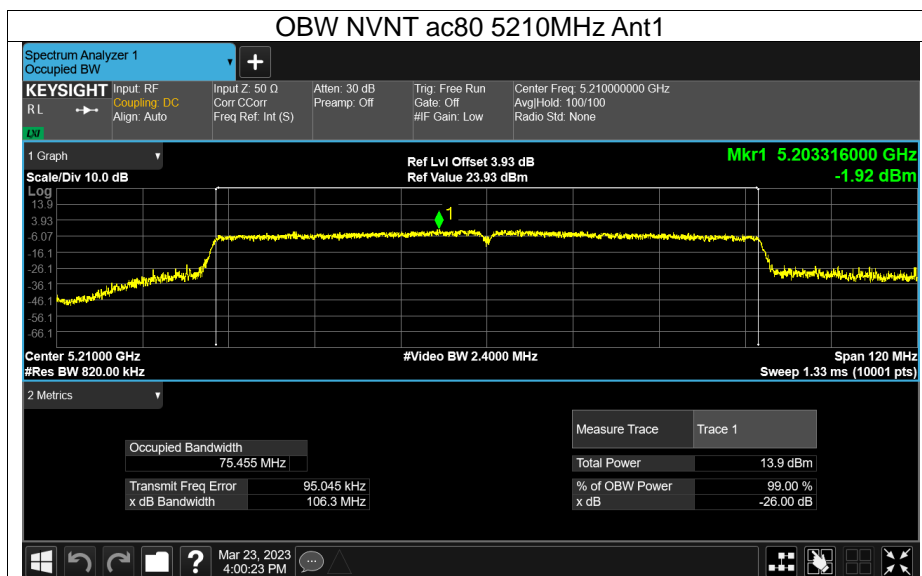 OBW NVNT ac80 5210MHz Ant1
Spectrum Analyzer 1
Occupied BW
KEYSIGHT
RL
LXI
Input: RF
Coupling: DC
Align: Auto
Input Z: 50 Ω
Corr CCorr
Freq Ref: Int (S)
Atten: 30 dB
Preamp: Off
Trig: Free Run
Gate: Off
#IF Gain: Low
Center Freq: 5.210000000 GHz
Avg|Hold: 100/100
Radio Std: None
1 Graph
Scale/Div 10.0 dB
Ref Lvl Offset 3.93 dB
Ref Value 23.93 dBm
Mkr1 5.203316000 GHz
-1.92 dBm
Log
13.9
3.93
-6.07
-16.1
-26.1
-36.1
-46.1
-56.1
-66.1
1
Center 5.21000 GHz
#Res BW 820.00 kHz
#Video BW 2.4000 MHz
Span 120 MHz
Sweep 1.33 ms (10001 pts)
2 Metrics
Occupied Bandwidth
75.455 MHz
Transmit Freq Error 95.045 kHz
x dB Bandwidth 106.3 MHz
Measure Trace Trace 1
Total Power 13.9 dBm
% of OBW Power 99.00 %
x dB -26.00 dB
?
Mar 23, 2023
4:00:23 PM